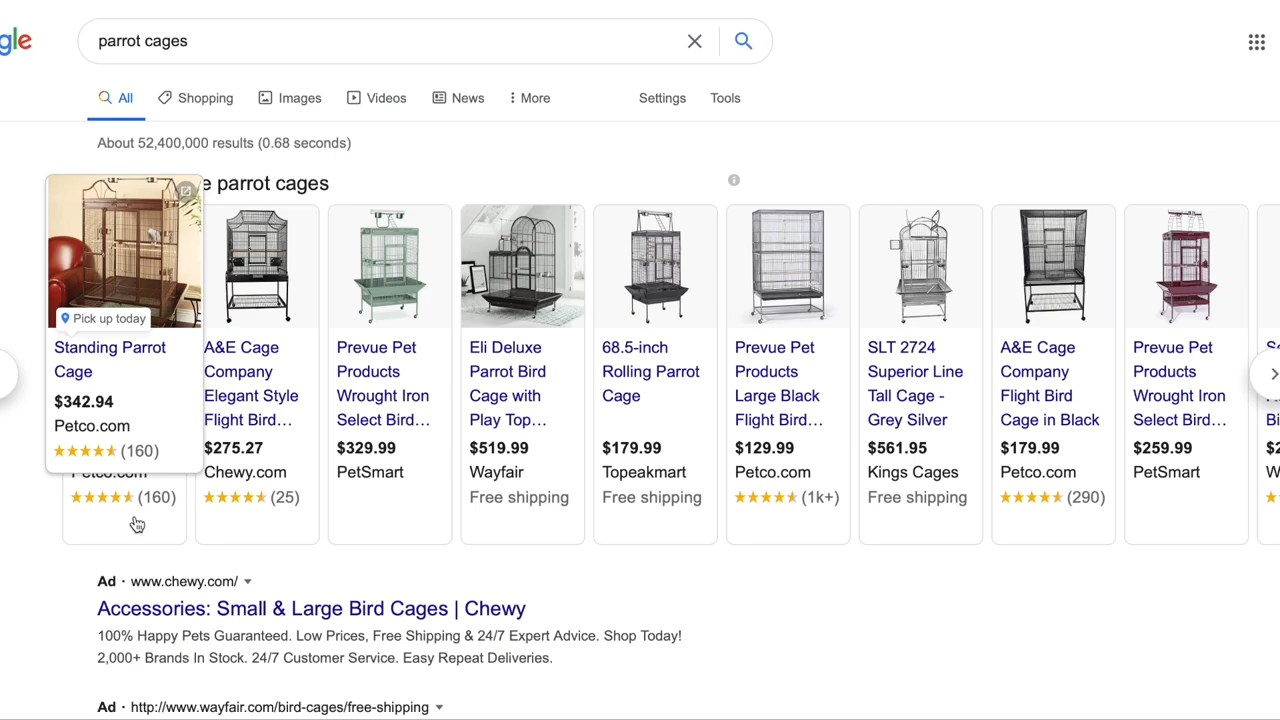 gle
parrot cages
All
Shopping
Images
Videos
News
More
Settings
Tools
About 52,400,000 results (0.68 seconds)
e parrot cages
Pick up today
Standing Parrot
Cage
$342.94
Petco.com
(160)
Petco.com
(160)
A&E Cage
Company
Elegant Style
Flight Bird...
$275.27
Chewy.com
(25)
Prevue Pet
Products
Wrought Iron
Select Bird...
$329.99
PetSmart
Eli Deluxe
Parrot Bird
Cage with
Play Top...
$519.99
Wayfair
Free shipping
68.5-inch
Rolling Parrot
Cage
$179.99
Topeakmart
Free shipping
Prevue Pet
Products
Large Black
Flight Bird...
$129.99
Petco.com
(1k+)
SLT 2724
Superior Line
Tall Cage -
Grey Silver
$561.95
Kings Cages
Free shipping
A&E Cage
Company
Flight Bird
Cage in Black
$179.99
Petco.com
(290)
Prevue Pet
Products
Wrought Iron
Select Bird...
$259.99
PetSmart
Ad · www.chewy.com/
Accessories: Small & Large Bird Cages | Chewy
100% Happy Pets Guaranteed. Low Prices, Free Shipping & 24/7 Expert Advice. Shop Today!
2,000+ Brands In Stock. 24/7 Customer Service. Easy Repeat Deliveries.
Ad · http://www.wayfair.com/bird-cages/free-shipping